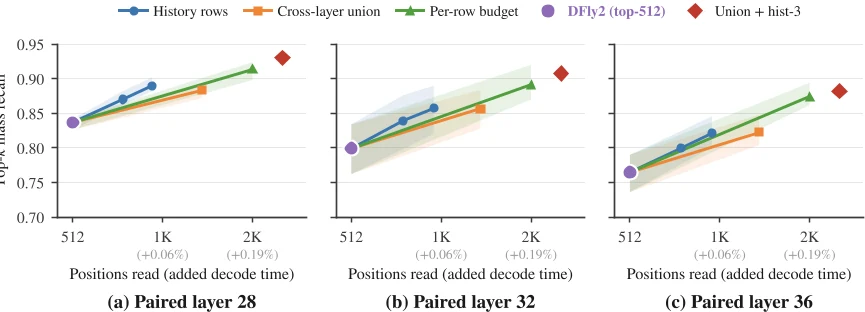 History rows Cross-layer union Per-row budget DFly2 (top-512) Union + hist-3
0.95
0.90
0.85
0.80
0.75
0.70
Top-k mass recall
512 1K 2K
(+0.06%) (+0.19%)
Positions read (added decode time)
(a) Paired layer 28
512 1K 2K
(+0.06%) (+0.19%)
Positions read (added decode time)
(b) Paired layer 32
512 1K 2K
(+0.06%) (+0.19%)
Positions read (added decode time)
(c) Paired layer 36